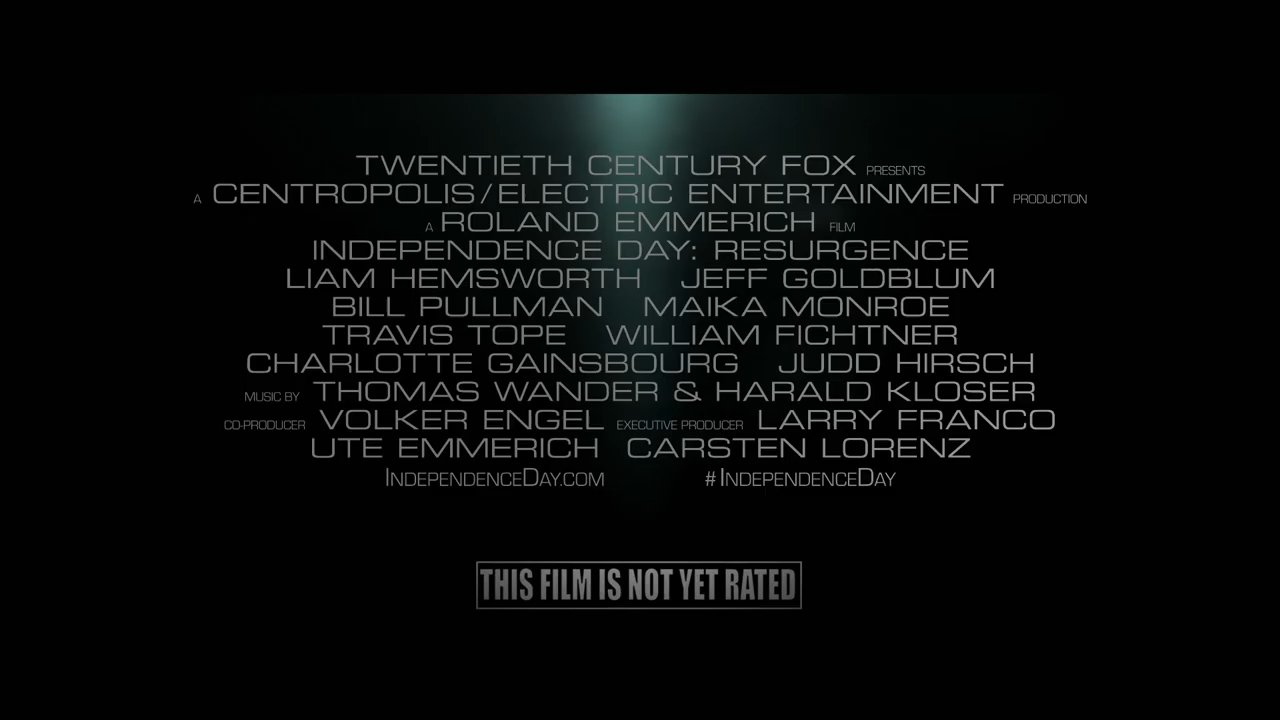 TWENTIETH CENTURY FOX PRESENTS
A CENTROPOLIS/ELECTRIC ENTERTAINMENT PRODUCTION
A ROLAND EMMERICH FILM
INDEPENDENCE DAY: RESURGENCE
LIAM HEMSWORTH JEFF GOLDBLUM
BILL PULLMAN MAIKA MONROE
TRAVIS TOPE WILLIAM FICHTNER
CHARLOTTE GAINSBOURG JUDD HIRSCH
MUSIC BY THOMAS WANDER & HARALD KLOSER
CO-PRODUCER VOLKER ENGEL EXECUTIVE PRODUCER LARRY FRANCO
UTE EMMERICH CARSTEN LORENZ
INDEPENDENCEDAY.COM #INDEPENDENCEDAY
THIS FILM IS NOT YET RATED